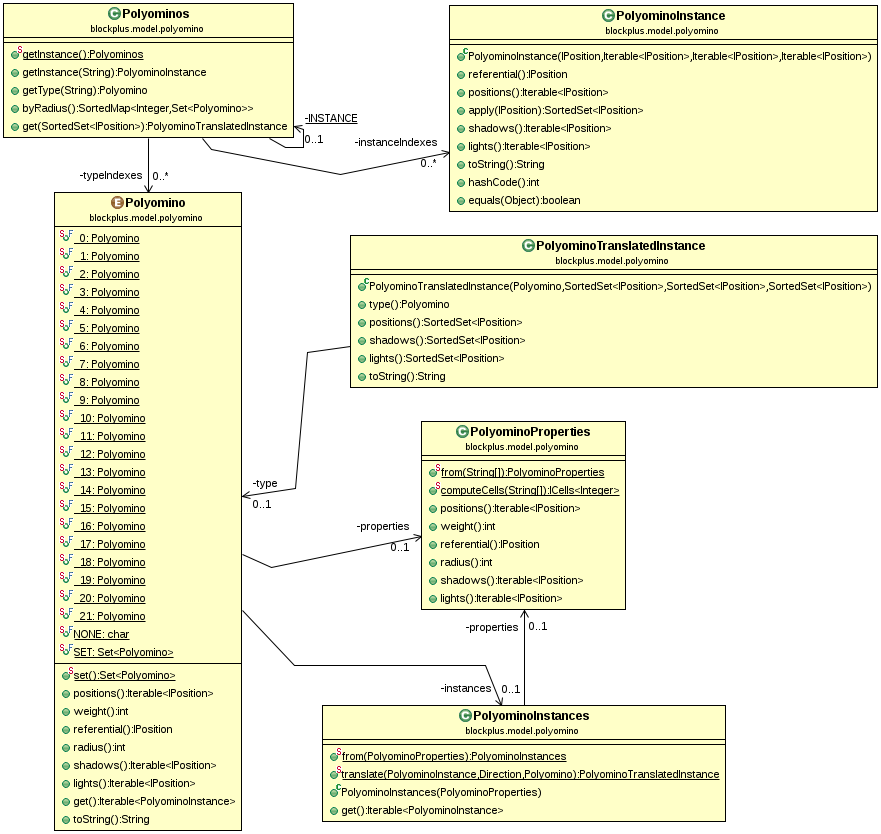 Polyominos
blockplus.model.polyomino
getInstance():Polyominos
getInstance(String):PolyominoInstance
getType(String):Polyomino
byRadius():SortedMap<Integer,Set<Polyomino>>
get(SortedSet<IPosition>):PolyominoTranslatedInstance
-INSTANCE
0..1
-instanceIndexes
0..*
-typeIndexes
0..*
PolyominoInstance
blockplus.model.polyomino
PolyominoInstance(IPosition,Iterable<IPosition>,Iterable<IPosition>,Iterable<IPosition>)
referential():IPosition
positions():Iterable<IPosition>
apply(IPosition):SortedSet<IPosition>
shadows():Iterable<IPosition>
lights():Iterable<IPosition>
toString():String
hashCode():int
equals(Object):boolean
Polyomino
blockplus.model.polyomino
_0: Polyomino
_1: Polyomino
_2: Polyomino
_3: Polyomino
_4: Polyomino
_5: Polyomino
_6: Polyomino
_7: Polyomino
_8: Polyomino
_9: Polyomino
_10: Polyomino
_11: Polyomino
_12: Polyomino
_13: Polyomino
_14: Polyomino
_15: Polyomino
_16: Polyomino
_17: Polyomino
_18: Polyomino
_19: Polyomino
_20: Polyomino
_21: Polyomino
NONE: char
SET: Set<Polyomino>
set():Set<Polyomino>
positions():Iterable<IPosition>
weight():int
referential():IPosition
radius():int
shadows():Iterable<IPosition>
lights():Iterable<IPosition>
get():Iterable<PolyominoInstance>
toString():String
PolyominoTranslatedInstance
blockplus.model.polyomino
PolyominoTranslatedInstance(Polyomino,SortedSet<IPosition>,SortedSet<IPosition>,SortedSet<IPosition>)
type():Polyomino
positions():SortedSet<IPosition>
shadows():SortedSet<IPosition>
lights():SortedSet<IPosition>
toString():String
-type
0..1
PolyominoProperties
blockplus.model.polyomino
from(String[]):PolyominoProperties
computeCells(String[]):ICells<Integer>
positions():Iterable<IPosition>
weight():int
referential():IPosition
radius():int
shadows():Iterable<IPosition>
lights():Iterable<IPosition>
-properties
0..1
-properties
0..1
-instances
0..1
PolyominoInstances
blockplus.model.polyomino
from(PolyominoProperties):PolyominoInstances
translate(PolyominoInstance,Direction,Polyomino):PolyominoTranslatedInstance
PolyominoInstances(PolyominoProperties)
get():Iterable<PolyominoInstance>